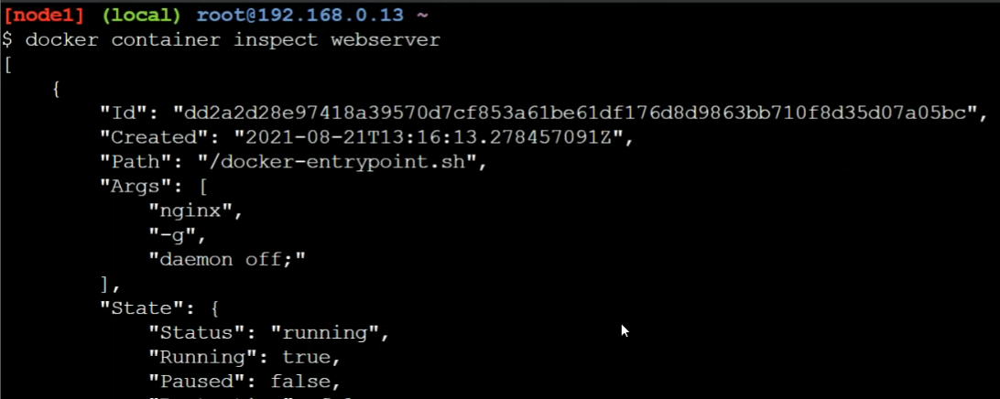 [node1] (local) root@192.168.0.13 ~
$ docker container inspect webserver
[
    {
        "Id": "dd2a2d28e97418a39570d7cf853a61be61df176d8d9863bb710f8d35d07a05bc",
        "Created": "2021-08-21T13:16:13.278457091Z",
        "Path": "/docker-entrypoint.sh",
        "Args": [
            "nginx",
            "-g",
            "daemon off;"
        ],
        "State": {
            "Status": "running",
            "Running": true,
            "Paused": false,